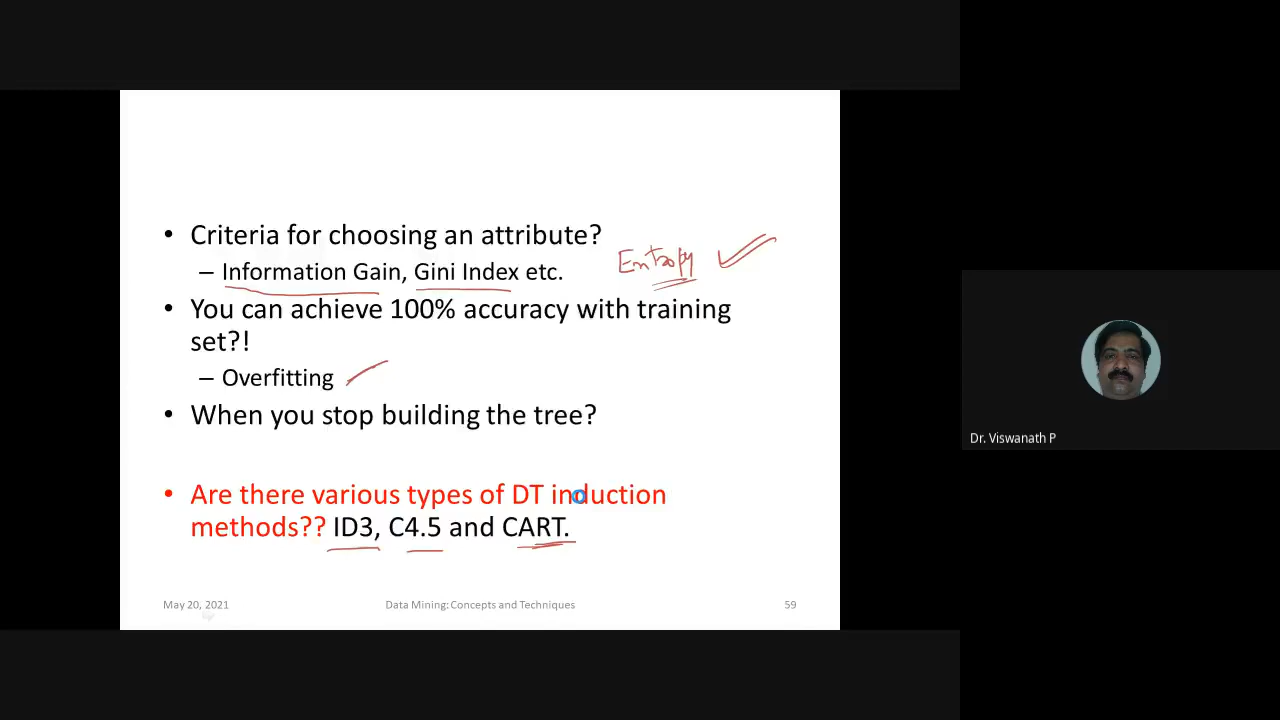 • Criteria for choosing an attribute?
– Information Gain, Gini Index etc.
Entropy
• You can achieve 100% accuracy with training
set?!
– Overfitting
• When you stop building the tree?
• Are there various types of DT induction
methods?? ID3, C4.5 and CART.
May 20, 2021 Data Mining: Concepts and Techniques 59
Dr. Viswanath P